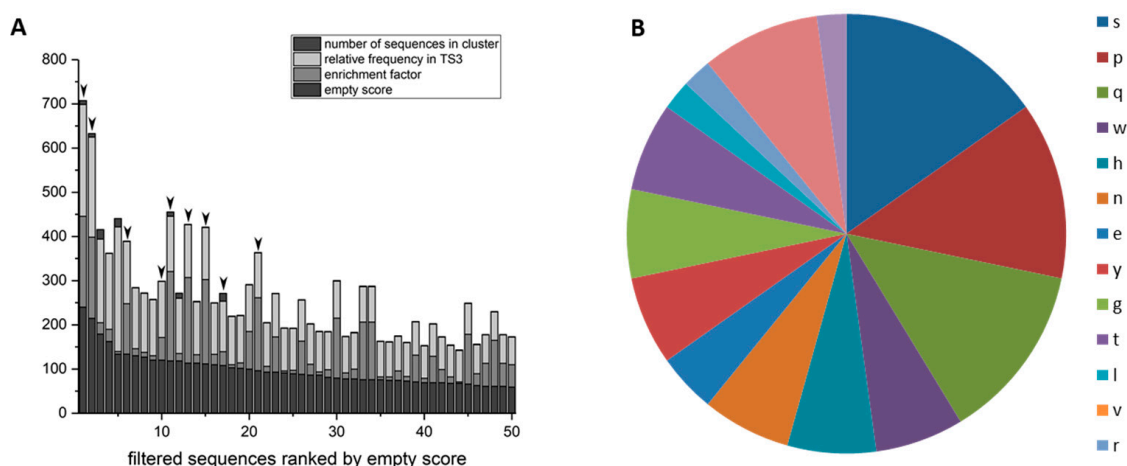 A
number of sequences in cluster
relative frequency in TS3
enrichment factor
empty score
800
700
600
500
400
300
200
100
0
10
20
30
40
50
filtered sequences ranked by empty score
B
s
p
q
w
h
n
e
y
g
t
l
v
r